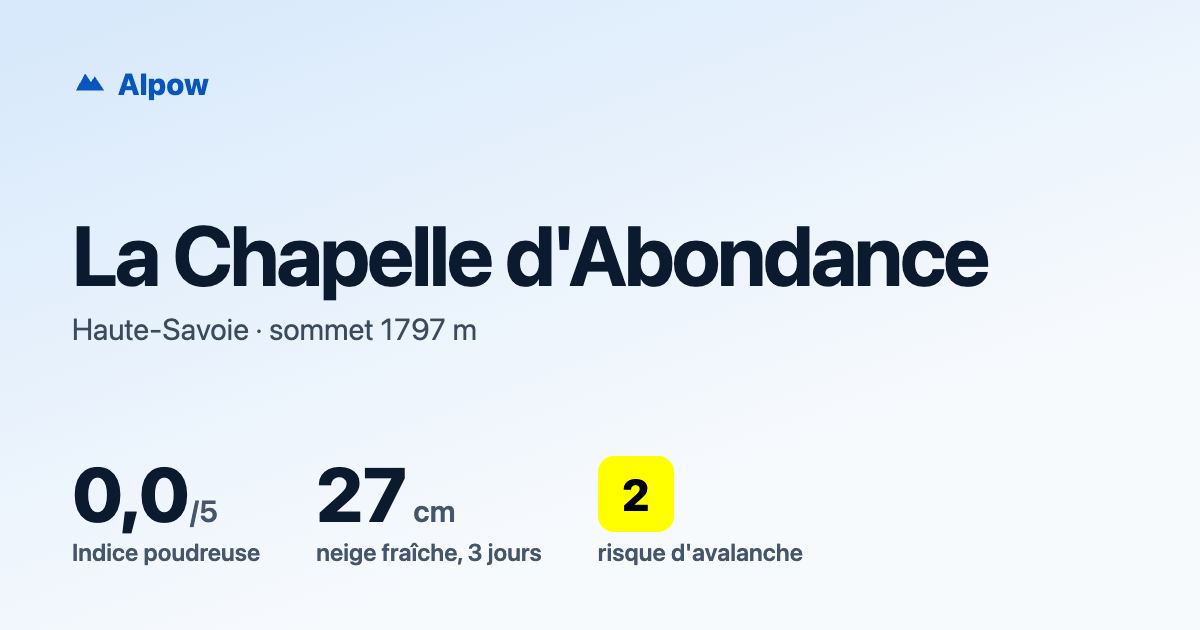 Alpow
La Chapelle d'Abondance
Haute-Savoie · sommet 1797 m
0,0/5 27 cm 2
Indice poudreuse neige fraîche, 3 jours risque d'avalanche